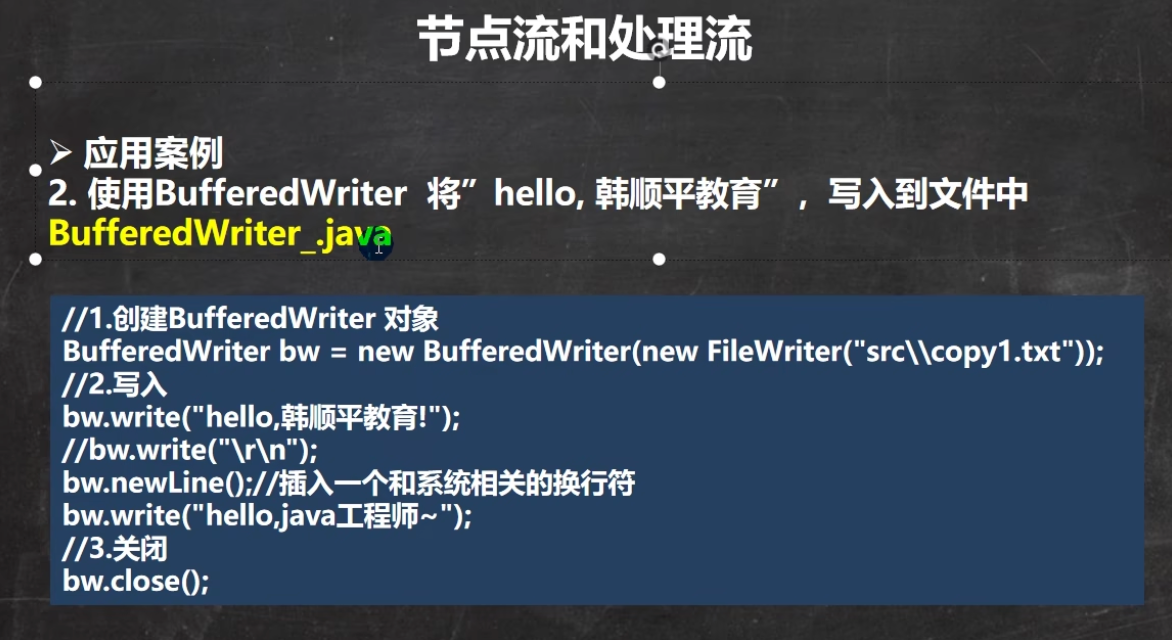 节点流和处理流
➢ 应用案例
2. 使用BufferedWriter 将”hello, 韩顺平教育”，写入到文件中
BufferedWriter_.java
//1.创建BufferedWriter 对象
BufferedWriter bw = new BufferedWriter(new FileWriter("src\\copy1.txt"));
//2.写入
bw.write("hello,韩顺平教育!");
//bw.write("\r\n");
bw.newLine();//插入一个和系统相关的换行符
bw.write("hello,java工程师~");
//3.关闭
bw.close();